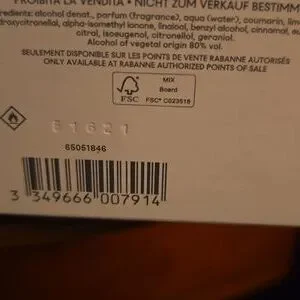 PROIBITA LA VENDITA • NICHT ZUM VERKAUF BESTIMM
redients: alcohol denat., parfum (fragrance), aqua (water), coumarin, lim
droxycitronellal, alpha-isomethyl ionone, linalool, benzyl alcohol, cinnamal, eu
citral, isoeugenol, citronellol, geraniol.
Alcohol of vegetal origin 80% vol.
SEULEMENT DISPONIBLE SUR LES POINTS DE VENTE RABANNE AUTORISÉS
ONLY AVAILABLE AT RABANNE AUTHORIZED POINTS OF SALE
FSC
MIX
Board
FSC® C023518
E1621
65051846
3 349666 007914